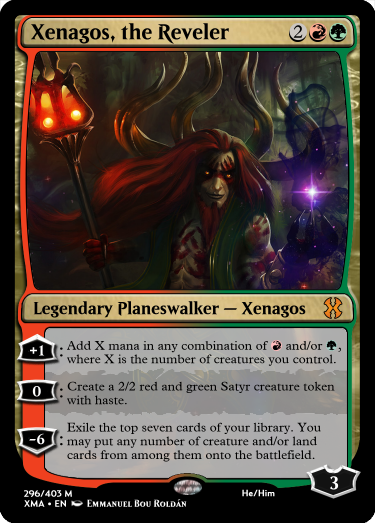 Xenagos, the Reveler 2
Legendary Planeswalker — Xenagos
+1: Add X mana in any combination of and/or ,
where X is the number of creatures you control.
0: Create a 2/2 red and green Satyr creature token
with haste.
-6: Exile the top seven cards of your library. You
may put any number of creature and/or land
cards from among them onto the battlefield.
3
296/403 M He/Him
XMA • EN Emmanuel Bou Roldán